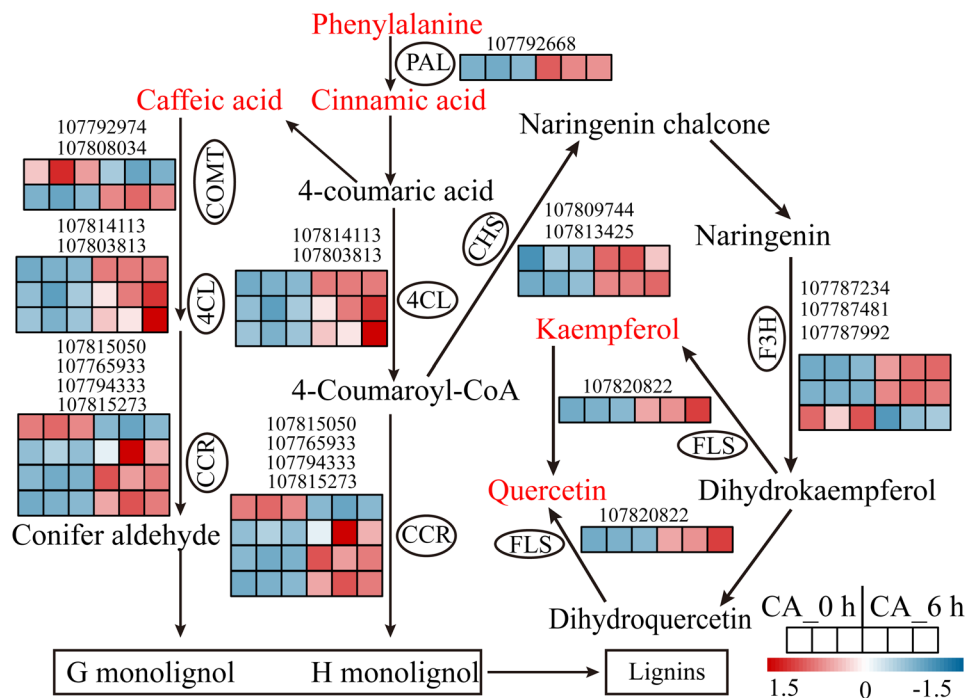 Phenylalanine
107792668
PAL
Caffeic acid
Cinnamic acid
Naringenin chalcone
107792974
107808034
COMT
4-coumaric acid
CHS
107809744
107813425
Naringenin
107814113
107803813
4CL
107814113
107803813
4CL
107787234
107787481
107787992
F3H
Kaempferol
107815050
107765933
107794333
107815273
CCR
4-Coumaroyl-CoA
107820822
FLS
107815050
107765933
107794333
107815273
CCR
Quercetin
Dihydrokaempferol
Conifer aldehyde
107820822
FLS
Dihydroquercetin
CA_0 h
CA_6 h
G monolignol
H monolignol
Lignins
1.5
0
-1.5